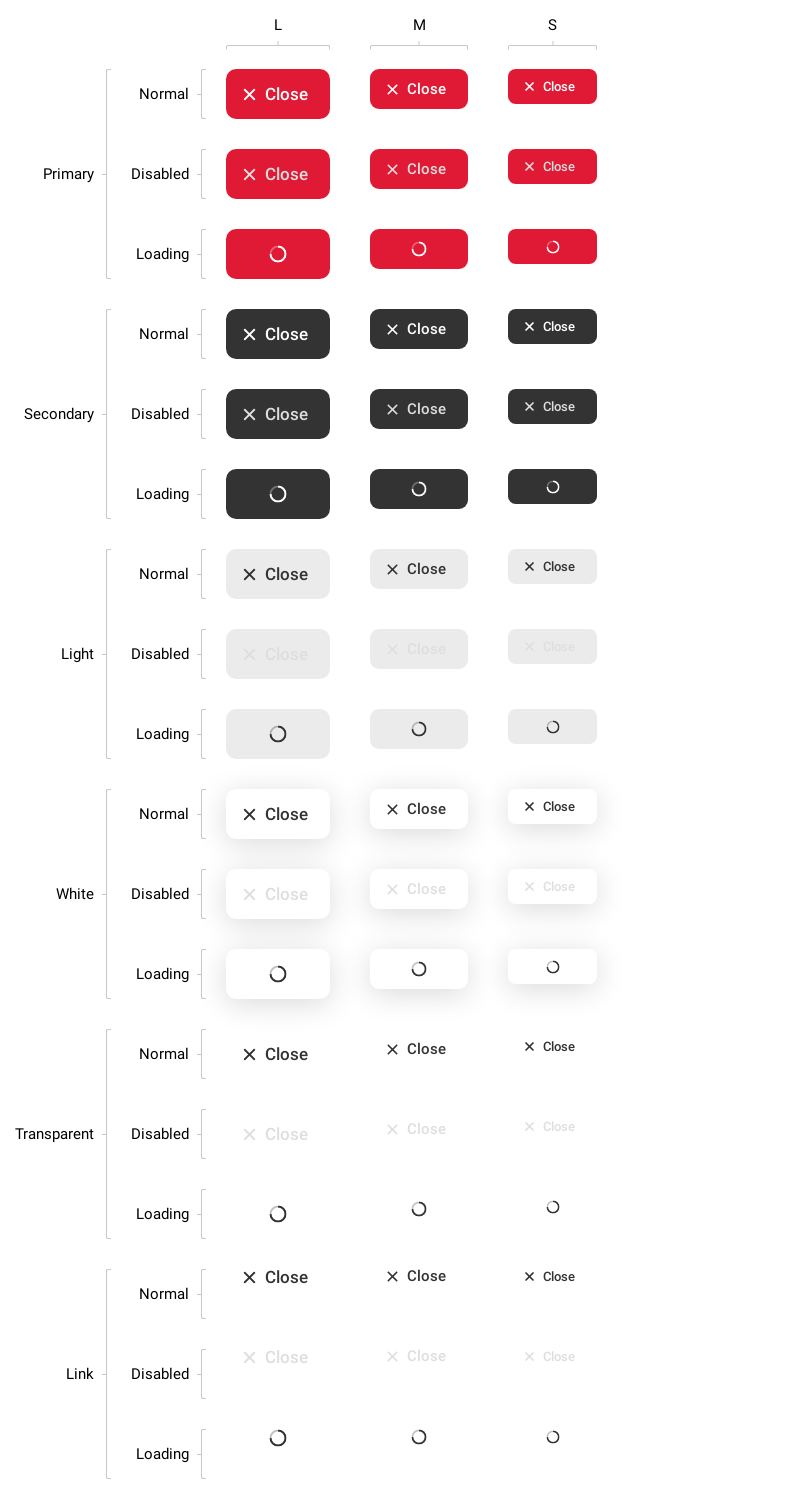 L M S
Normal Close Close Close
Primary Disabled Close Close Close
Loading
Normal Close Close Close
Secondary Disabled Close Close Close
Loading
Normal Close Close Close
Light Disabled Close Close Close
Loading
Normal Close Close Close
White Disabled Close Close Close
Loading
Normal Close Close Close
Transparent Disabled Close Close Close
Loading
Normal Close Close Close
Link Disabled Close Close Close
Loading